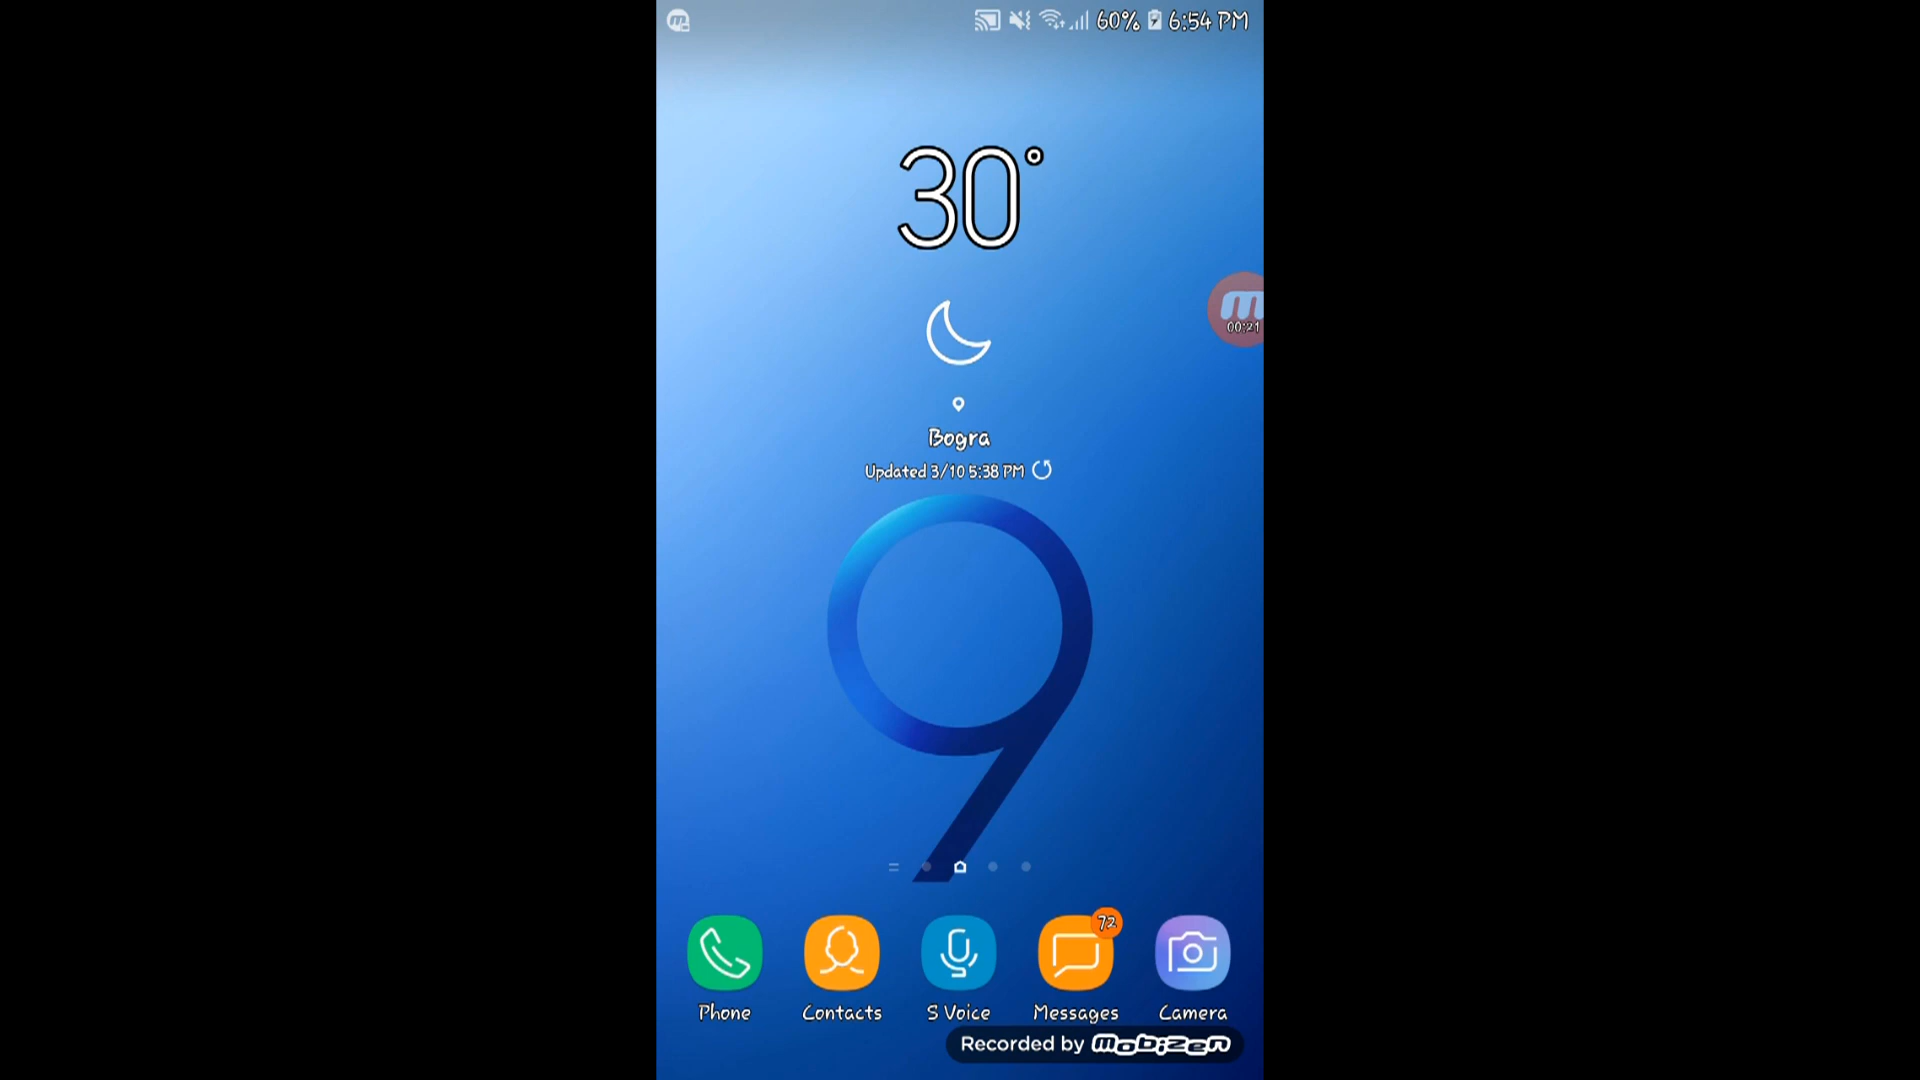 60% 6:54 PM
30°
00:21
Bogra
Updated 3/10 5:38 PM
9
72
Phone Contacts S Voice Messages Camera
Recorded by mobizen